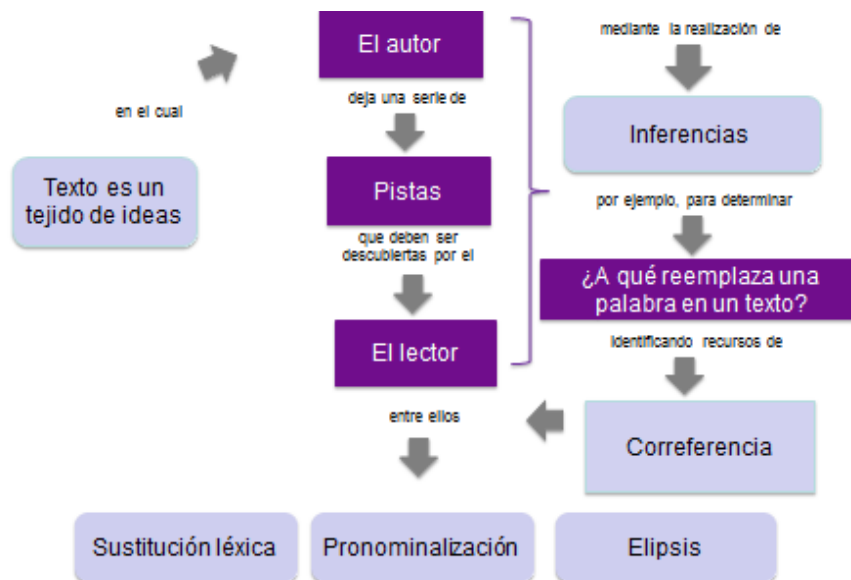 Texto es un
tejido de ideas
en el cual
El autor
deja una serie de
Pistas
que deben ser
descubiertas por el
El lector
mediante la realización de
Inferencias
por ejemplo, para determinar
¿A qué reemplaza una
palabra en un texto?
identificando recursos de
Correferencia
entre ellos
Sustitución léxica
Pronominalización
Elipsis